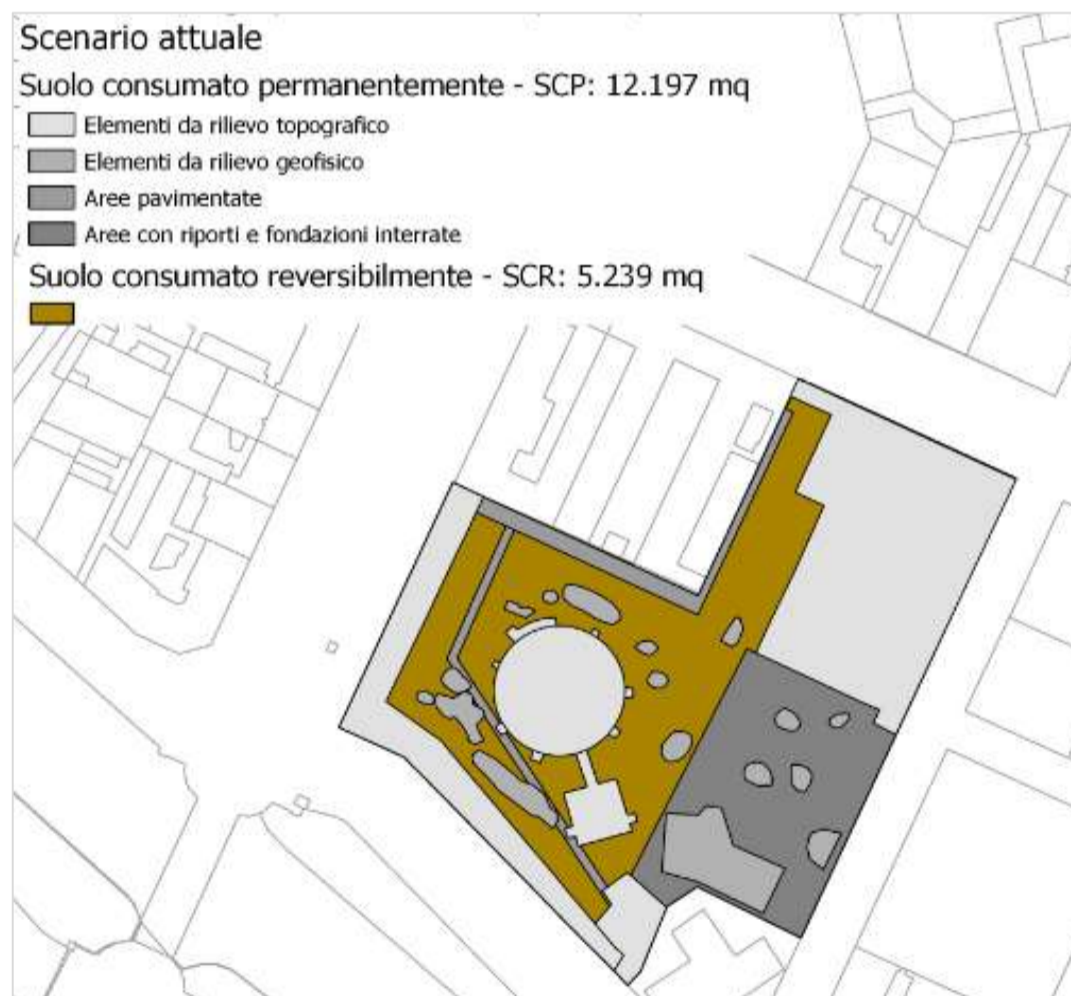 Scenario attuale
Suolo consumato permanentemente - SCP: 12.197 mq
Elementi da rilievo topografico
Elementi da rilievo geofisico
Aree pavimentate
Aree con riporti e fondazioni interrate
Suolo consumato reversibilmente - SCR: 5.239 mq